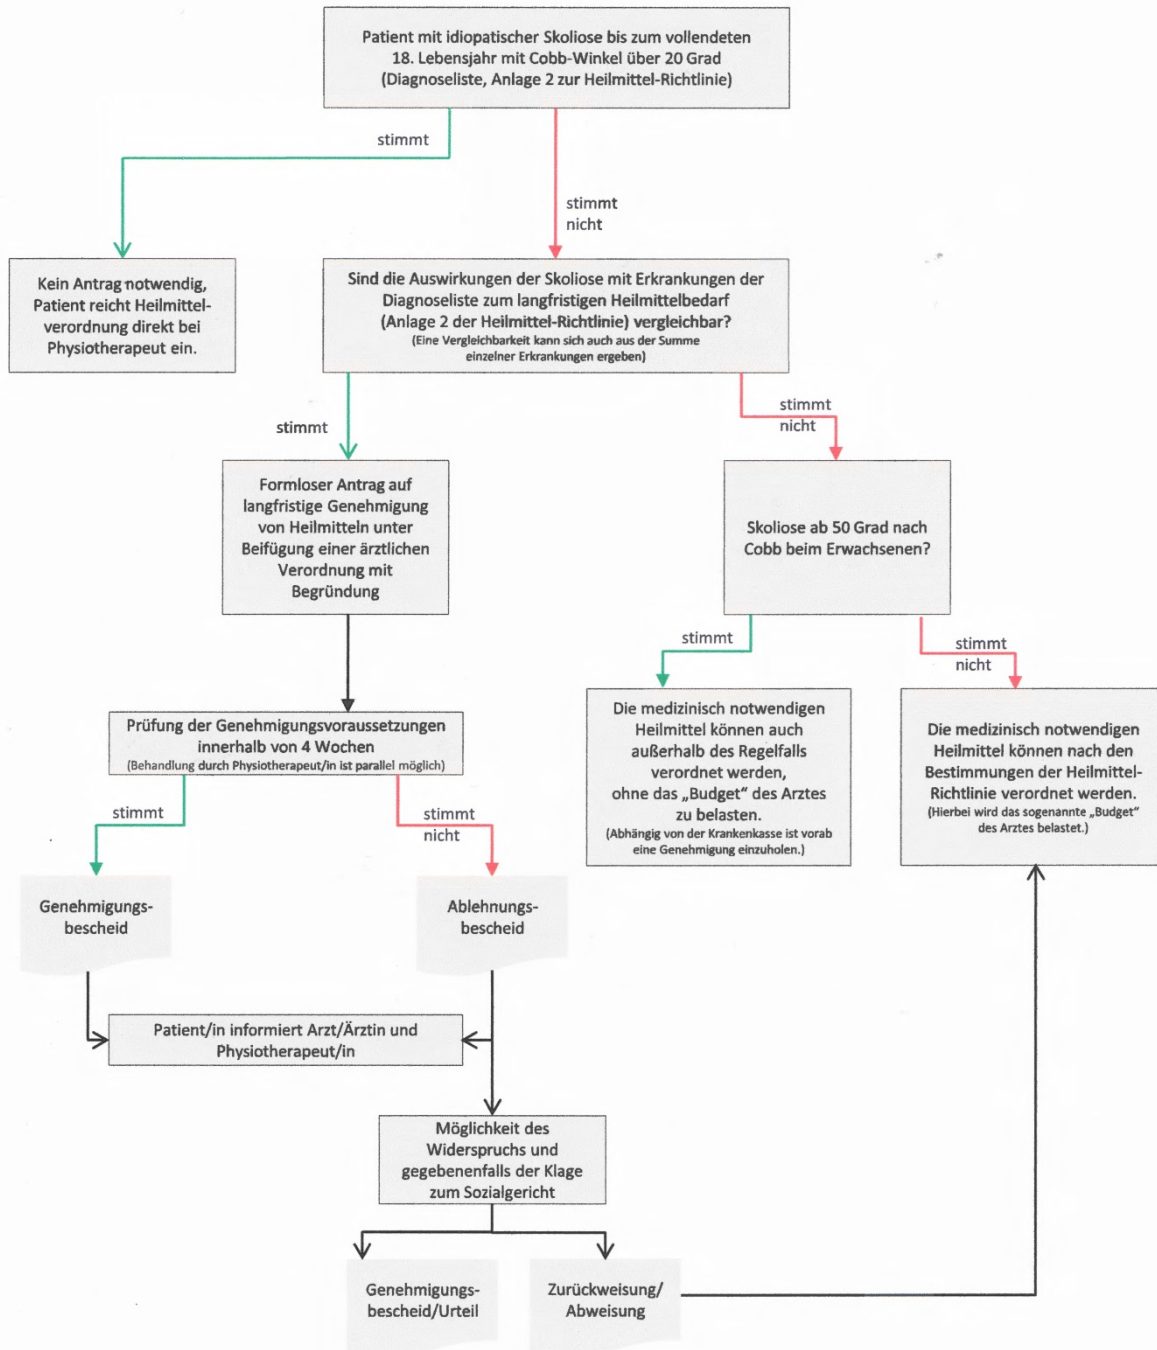 Patient mit idiopatischer Skoliose bis zum vollendeten
18. Lebensjahr mit Cobb-Winkel über 20 Grad
(Diagnoseliste, Anlage 2 zur Heilmittel-Richtlinie)
stimmt
stimmt
nicht
Kein Antrag notwendig,
Patient reicht Heilmittel-
verordnung direkt bei
Physiotherapeut ein.
Sind die Auswirkungen der Skoliose mit Erkrankungen der
Diagnoseliste zum langfristigen Heilmittelbedarf
(Anlage 2 der Heilmittel-Richtlinie) vergleichbar?
(Eine Vergleichbarkeit kann sich auch aus der Summe
einzelner Erkrankungen ergeben)
stimmt
stimmt
nicht
Formloser Antrag auf
langfristige Genehmigung
von Heilmitteln unter
Beifügung einer ärztlichen
Verordnung mit
Begründung
Skoliose ab 50 Grad nach
Cobb beim Erwachsenen?
stimmt
stimmt
nicht
Prüfung der Genehmigungsvoraussetzungen
innerhalb von 4 Wochen
(Behandlung durch Physiotherapeut/in ist parallel möglich)
Die medizinisch notwendigen
Heilmittel können auch
außerhalb des Regelfalls
verordnet werden,
ohne das „Budget“ des Arztes
zu belasten.
(Abhängig von der Krankenkasse ist vorab
eine Genehmigung einzuholen.)
Die medizinisch notwendigen
Heilmittel können nach den
Bestimmungen der Heilmittel-
Richtlinie verordnet werden.
(Hierbei wird das sogenannte „Budget“
des Arztes belastet.)
stimmt
stimmt
nicht
Genehmigungs-
bescheid
Ablehnungs-
bescheid
Patient/in informiert Arzt/Ärztin und
Physiotherapeut/in
Möglichkeit des
Widerspruchs und
gegebenenfalls der Klage
zum Sozialgericht
Genehmigungs-
bescheid/Urteil
Zurückweisung/
Abweisung